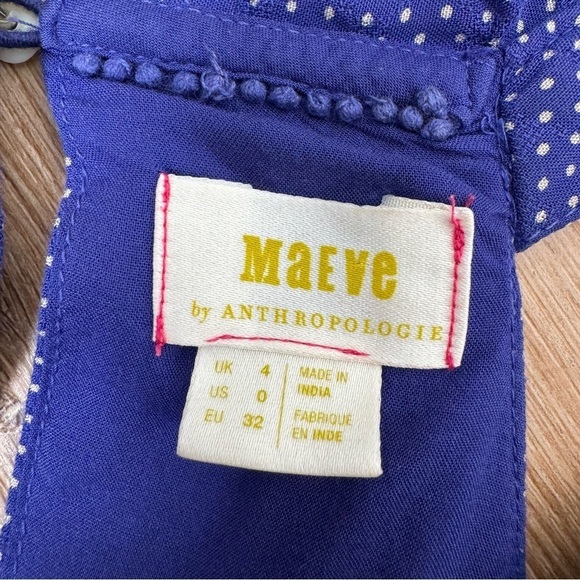 MaEve
by ANTHROPOLOGIE
UK 4
US 0
EU 32
MADE IN
INDIA
FABRIQUE
EN INDE